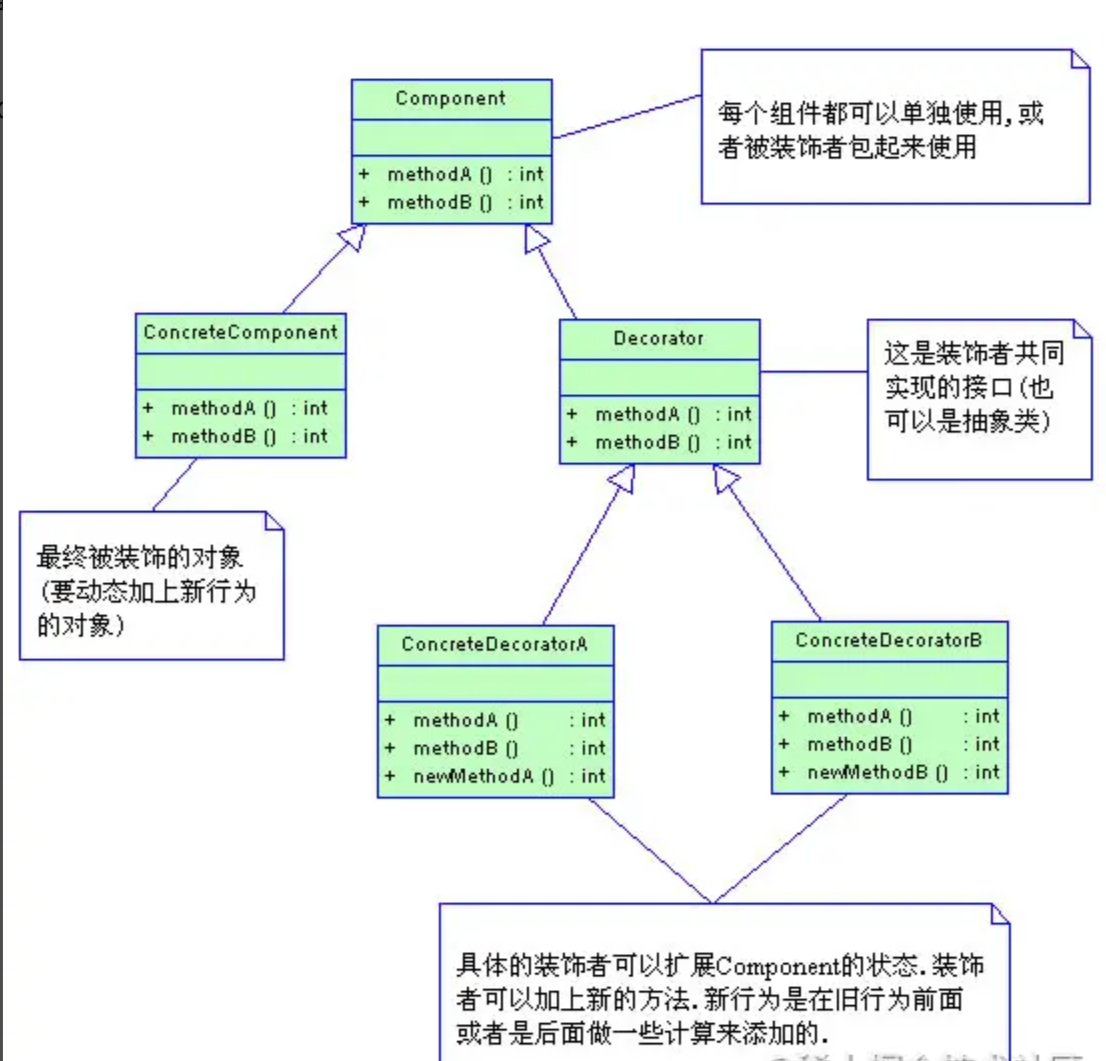 Component
+ methodA () : int
+ methodB () : int
每个组件都可以单独使用,或
者被装饰者包起来使用
ConcreteComponent
+ methodA () : int
+ methodB () : int
Decorator
+ methodA () : int
+ methodB () : int
这是装饰者共同
实现的接口(也
可以是抽象类)
最终被装饰的对象
(要动态加上新行为
的对象)
ConcreteDecoratorA
+ methodA () : int
+ methodB () : int
+ newMethodA () : int
ConcreteDecoratorB
+ methodA () : int
+ methodB () : int
+ newMethodB () : int
具体的装饰者可以扩展Component的状态.装饰
者可以加上新的方法.新行为是在旧行为前面
或者是后面做一些计算来添加的.